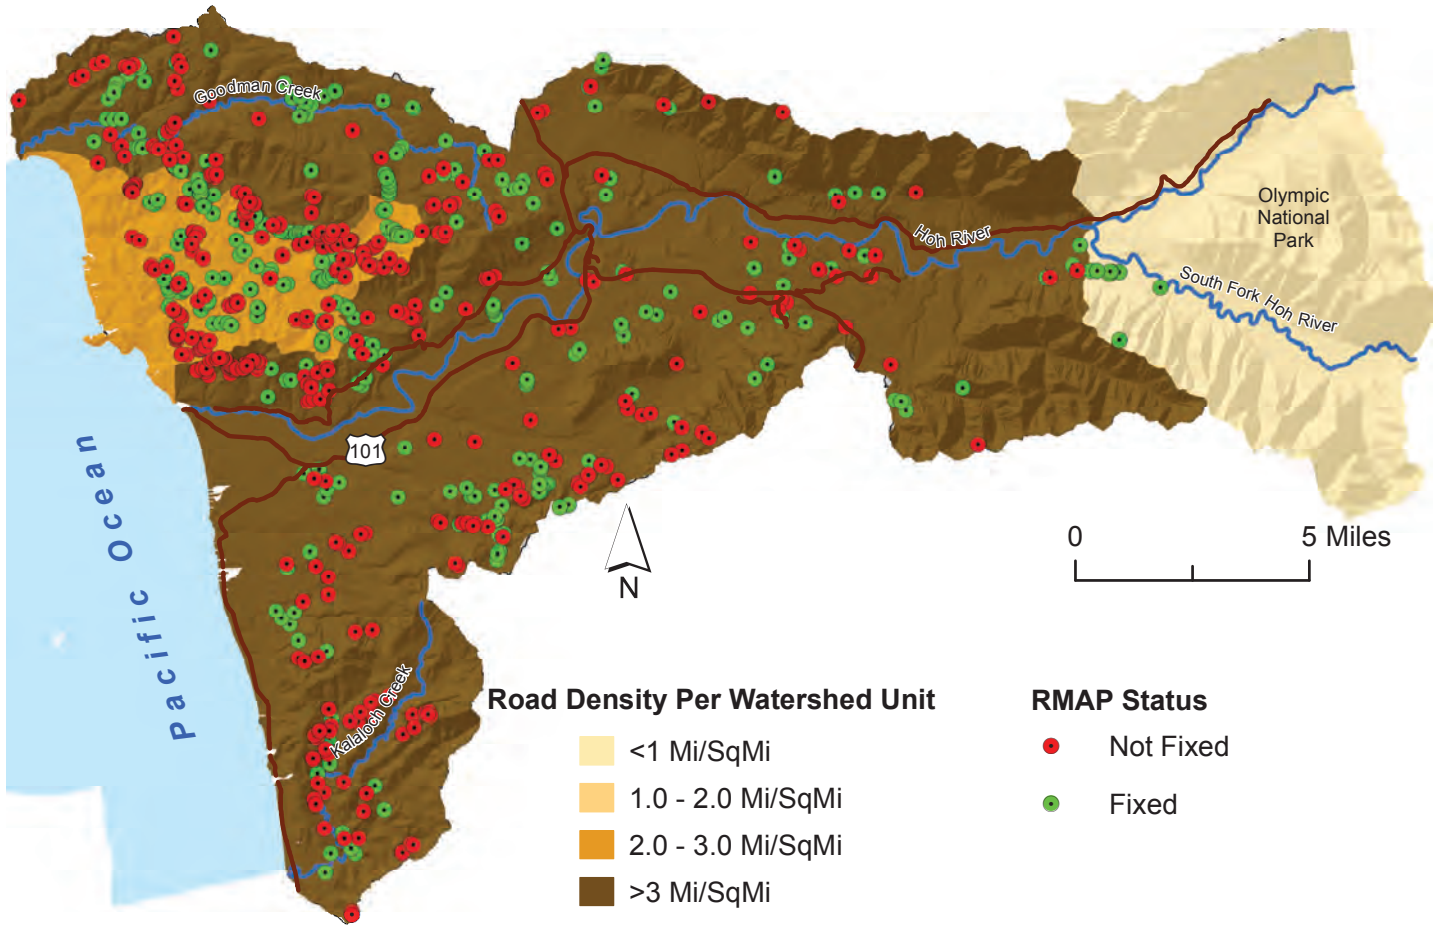 Goodman Creek
Olympic
National
Park
Hoh River
South Fork Hoh River
101
Pacific Ocean
0 5 Miles
N
Kalaloch Creek
Road Density Per Watershed Unit
<1 Mi/SqMi
1.0 - 2.0 Mi/SqMi
2.0 - 3.0 Mi/SqMi
>3 Mi/SqMi
RMAP Status
Not Fixed
Fixed